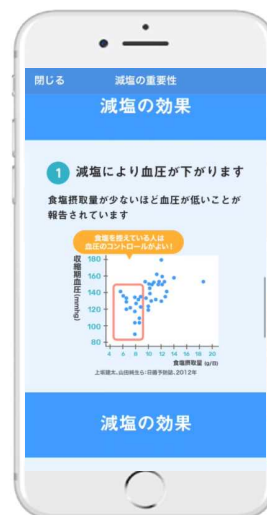 閉じる 減塩の重要性
減塩の効果
1 減塩により血圧が下がります
食塩摂取量が少ないほど血圧が低いことが
報告されています
食塩を控えている人は
血圧のコントロールがよい！
収縮期血圧(mmhg)
180
160
140
120
100
80
4 6 8 10 12 14 16 18 20
食塩摂取量 (g/日)
上坂建太、山田純生ら:日循予防誌、2012年
減塩の効果